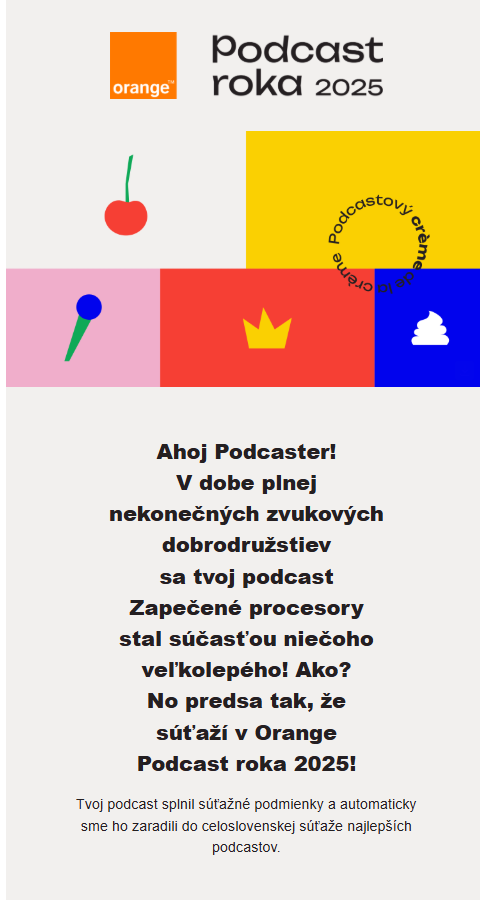 orange™
Podcast
roka 2025
Podcastový crème de la crème
Ahoj Podcaster!
V dobe plnej
nekonečných zvukových
dobrodružstiev
sa tvoj podcast
Zapečené procesory
stal súčasťou niečoho
veľkolepého! Ako?
No predsa tak, že
súťaží v Orange
Podcast roka 2025!
Tvoj podcast splnil súťažné podmienky a automaticky
sme ho zaradili do celoslovenskej súťaže najlepších
podcastov.